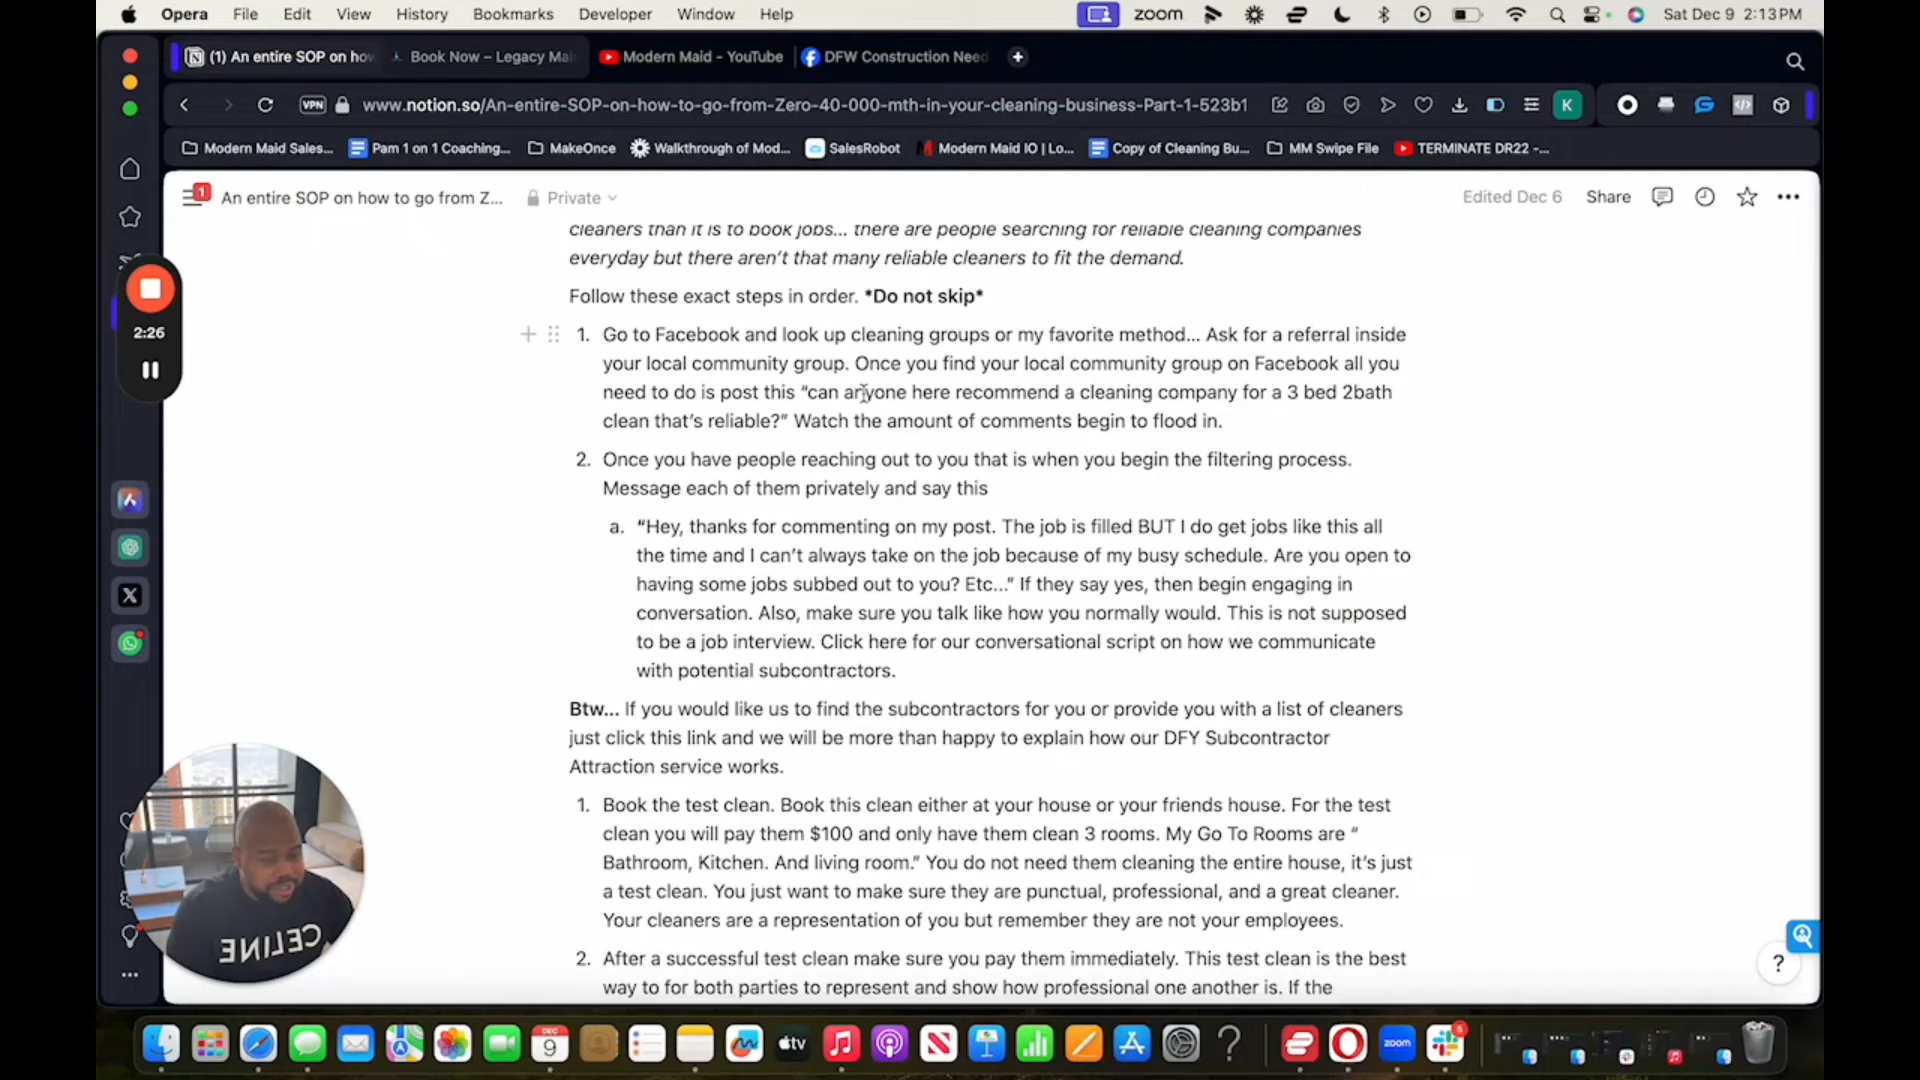 Opera File Edit View History Bookmarks Developer Window Help zoom Sat Dec 9 2:13 PM
(1) An entire SOP on how Book Now – Legacy Mai Modern Maid - YouTube DFW Construction Need
VPN www.notion.so/An-entire-SOP-on-how-to-go-from-Zero-40-000-mth-in-your-cleaning-business-Part-1-523b1 K
Modern Maid Sales... Pam 1 on 1 Coaching... MakeOnce Walkthrough of Mod... SalesRobot Modern Maid IO | Lo... Copy of Cleaning Bu... MM Swipe File TERMINATE DR22 -...
1 An entire SOP on how to go from Z... Private Edited Dec 6 Share
cleaners than it is to book jobs... there are people searching for reliable cleaning companies
everyday but there aren't that many reliable cleaners to fit the demand.
Follow these exact steps in order. *Do not skip*
2:26
1. Go to Facebook and look up cleaning groups or my favorite method... Ask for a referral inside
your local community group. Once you find your local community group on Facebook all you
need to do is post this “can anyone here recommend a cleaning company for a 3 bed 2bath
clean that's reliable?” Watch the amount of comments begin to flood in.
2. Once you have people reaching out to you that is when you begin the filtering process.
Message each of them privately and say this
a. “Hey, thanks for commenting on my post. The job is filled BUT I do get jobs like this all
the time and I can't always take on the job because of my busy schedule. Are you open to
having some jobs subbed out to you? Etc...” If they say yes, then begin engaging in
conversation. Also, make sure you talk like how you normally would. This is not supposed
to be a job interview. Click here for our conversational script on how we communicate
with potential subcontractors.
Btw... If you would like us to find the subcontractors for you or provide you with a list of cleaners
just click this link and we will be more than happy to explain how our DFY Subcontractor
Attraction service works.
1. Book the test clean. Book this clean either at your house or your friends house. For the test
clean you will pay them $100 and only have them clean 3 rooms. My Go To Rooms are “
Bathroom, Kitchen. And living room.” You do not need them cleaning the entire house, it's just
a test clean. You just want to make sure they are punctual, professional, and a great cleaner.
Your cleaners are a representation of you but remember they are not your employees.
2. After a successful test clean make sure you pay them immediately. This test clean is the best
way to for both parties to represent and show how professional one another is. If the
CELINE
?
DEC
9
tv
zoom
5